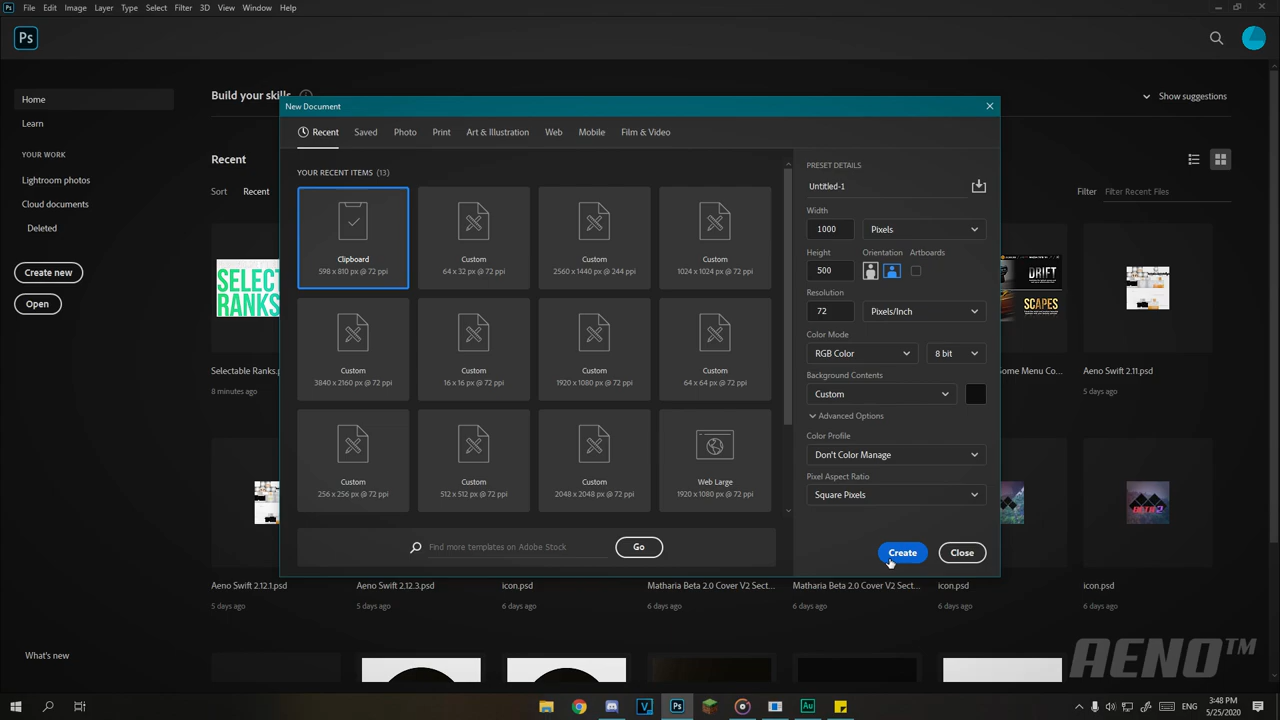 Ps File Edit Image Layer Type Select Filter 3D View Window Help
Ps
Home
Learn
YOUR WORK
Lightroom photos
Cloud documents
Deleted
Create new
Open
What's new
Build your skills
Show suggestions
Recent
Sort Recent
Filter Filter Recent Files
New Document
Recent Saved Photo Print Art & Illustration Web Mobile Film & Video
YOUR RECENT ITEMS (13)
Clipboard
598 x 810 px @ 72 ppi
Custom
64 x 32 px @ 72 ppi
Custom
2560 x 1440 px @ 244 ppi
Custom
1024 x 1024 px @ 72 ppi
Custom
3840 x 2160 px @ 72 ppi
Custom
16 x 16 px @ 72 ppi
Custom
1920 x 1080 px @ 72 ppi
Custom
64 x 64 px @ 72 ppi
Custom
256 x 256 px @ 72 ppi
Custom
512 x 512 px @ 72 ppi
Custom
2048 x 2048 px @ 72 ppi
Web Large
1920 x 1080 px @ 72 ppi
Find more templates on Adobe Stock
Go
PRESET DETAILS
Untitled-1
Width
1000 Pixels
Height Orientation Artboards
500
Resolution
72 Pixels/Inch
Color Mode
RGB Color 8 bit
Background Contents
Custom
Advanced Options
Color Profile
Don't Color Manage
Pixel Aspect Ratio
Square Pixels
Create
Close
SELECT
RANKS
DRIFT
SCAPES
Selectable Ranks.p
8 minutes ago
ome Menu Co...
Aeno Swift 2.11.psd
5 days ago
BETA 2
Aeno Swift 2.12.1.psd
5 days ago
Aeno Swift 2.12.3.psd
5 days ago
icon.psd
6 days ago
Matharia Beta 2.0 Cover V2 Sect...
6 days ago
Matharia Beta 2.0 Cover V2 Sect...
6 days ago
icon.psd
6 days ago
icon.psd
6 days ago
AENO™
Ps
Au
ENG
3:48 PM
5/25/2020